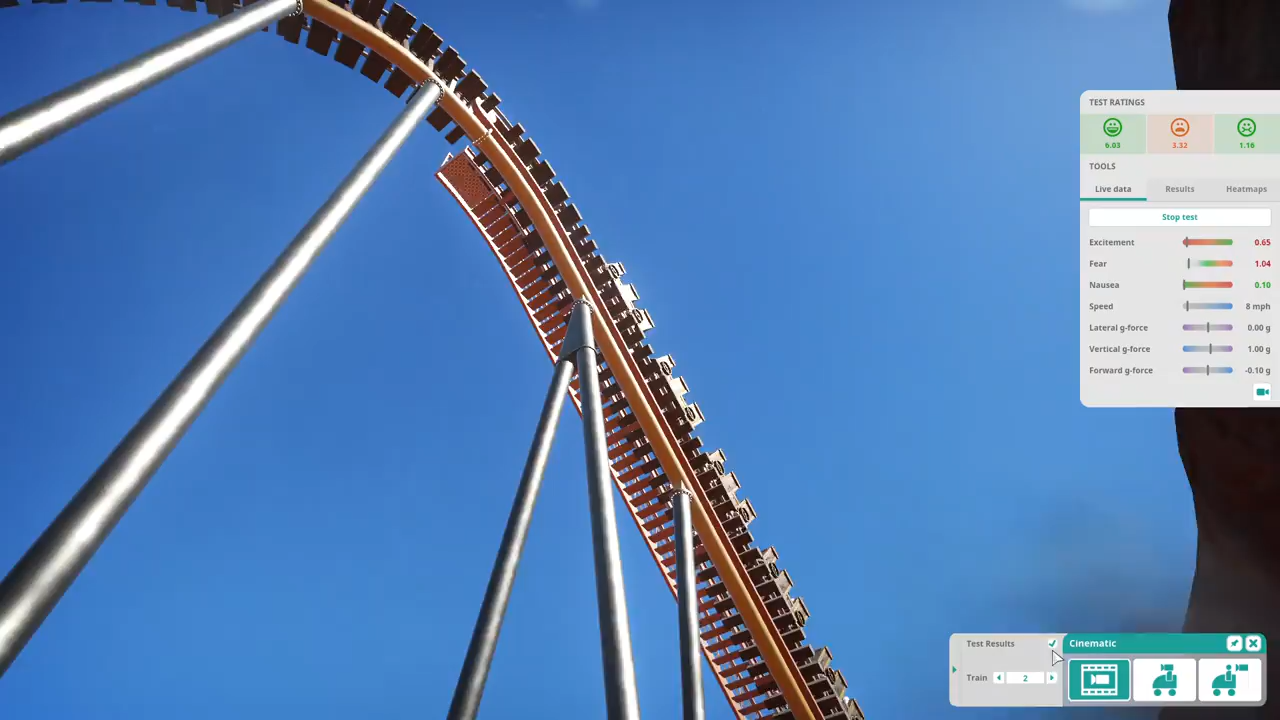 TEST RATINGS
6.03 3.32 1.16
TOOLS
Live data Results Heatmaps
Stop test
Excitement 0.65
Fear 1.04
Nausea 0.10
Speed 8 mph
Lateral g-force 0.00 g
Vertical g-force 1.00 g
Forward g-force -0.10 g
Test Results
Cinematic
Train 2